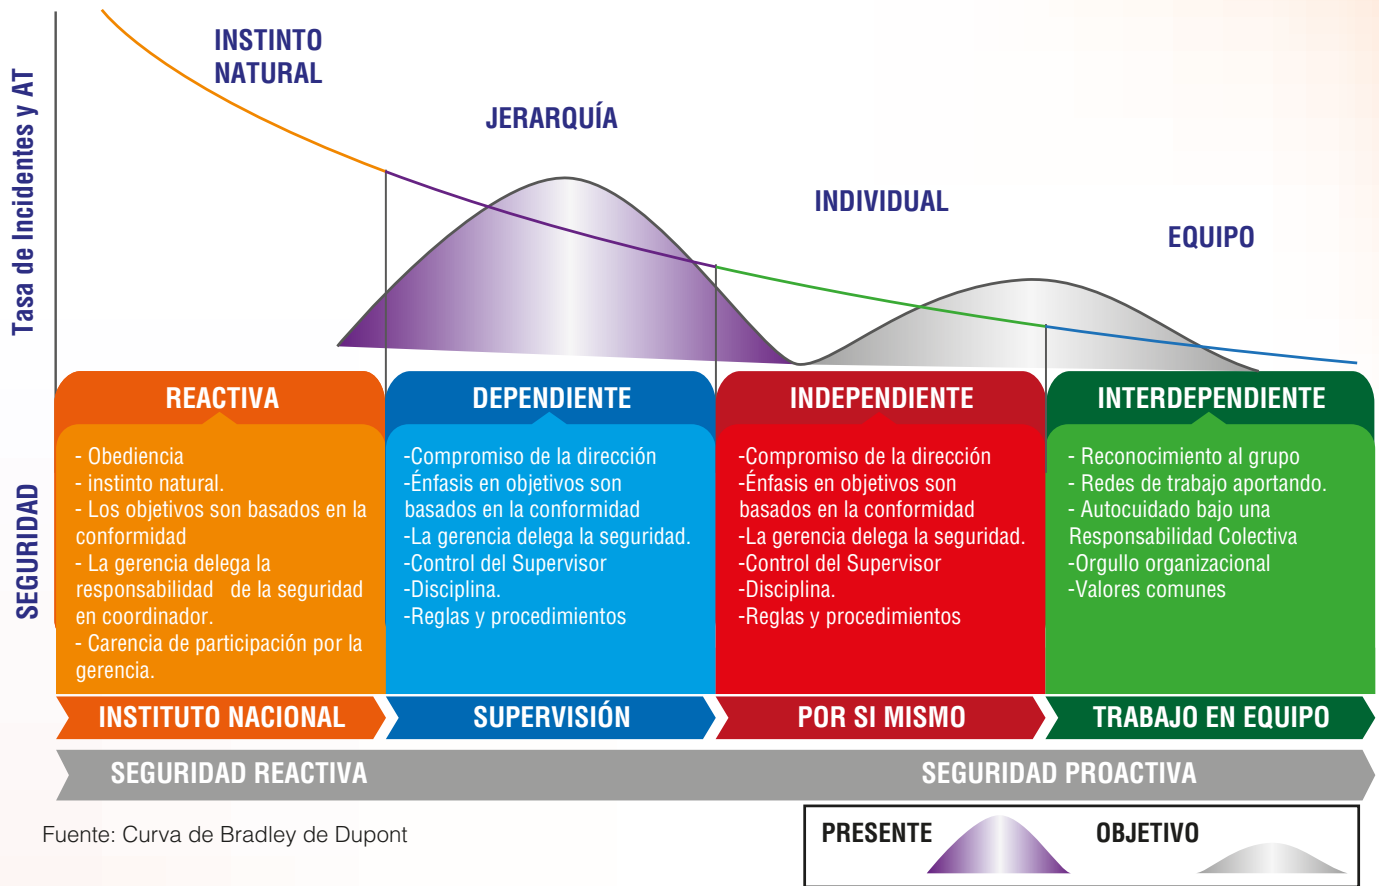 Tasa de Incidentes y AT
INSTINTO
NATURAL
JERARQUÍA
INDIVIDUAL
EQUIPO
SEGURIDAD
REACTIVA
- Obediencia
- instinto natural.
- Los objetivos son basados en la
conformidad
- La gerencia delega la
responsabilidad de la seguridad
en coordinador.
- Carencia de participación por la
gerencia.
DEPENDIENTE
-Compromiso de la dirección
-Énfasis en objetivos son
basados en la conformidad
-La gerencia delega la seguridad.
-Control del Supervisor
-Disciplina.
-Reglas y procedimientos
INDEPENDIENTE
-Compromiso de la dirección
-Énfasis en objetivos son
basados en la conformidad
-La gerencia delega la seguridad.
-Control del Supervisor
-Disciplina.
-Reglas y procedimientos
INTERDEPENDIENTE
- Reconocimiento al grupo
- Redes de trabajo aportando.
- Autocuidado bajo una
Responsabilidad Colectiva
-Orgullo organizacional
-Valores comunes
INSTITUTO NACIONAL
SUPERVISIÓN
POR SI MISMO
TRABAJO EN EQUIPO
SEGURIDAD REACTIVA
SEGURIDAD PROACTIVA
Fuente: Curva de Bradley de Dupont
PRESENTE
OBJETIVO